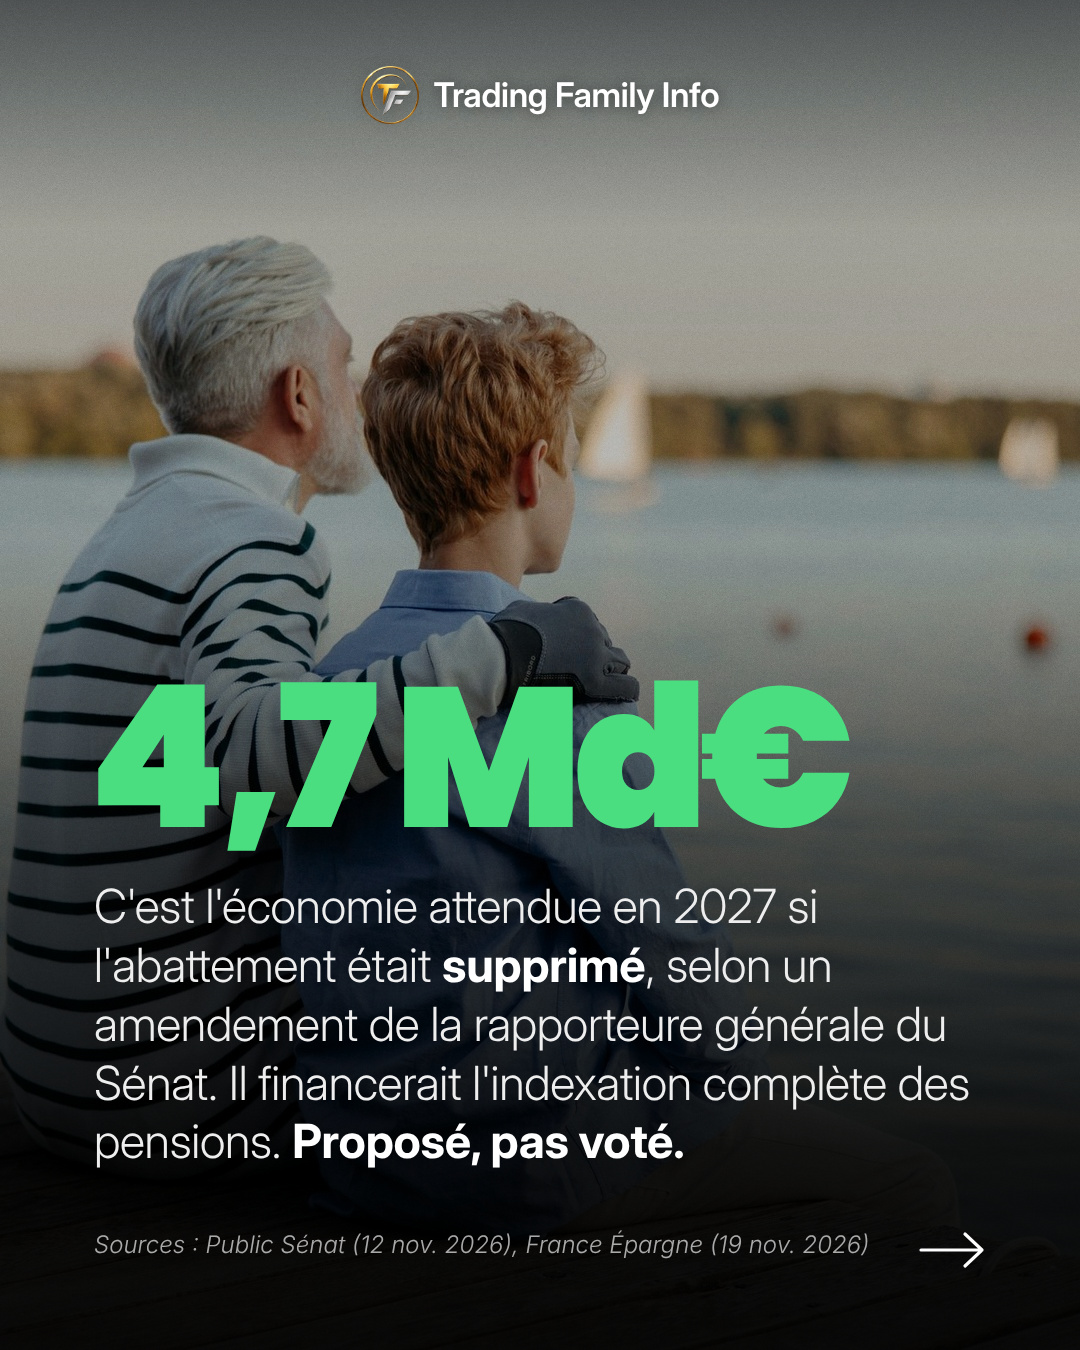 TF Trading Family Info
4,7 Md€
C'est l'économie attendue en 2027 si
l'abattement était supprimé, selon un
amendement de la rapporteure générale du
Sénat. Il financerait l'indexation complète des
pensions. Proposé, pas voté.
Sources : Public Sénat (12 nov. 2026), France Épargne (19 nov. 2026)